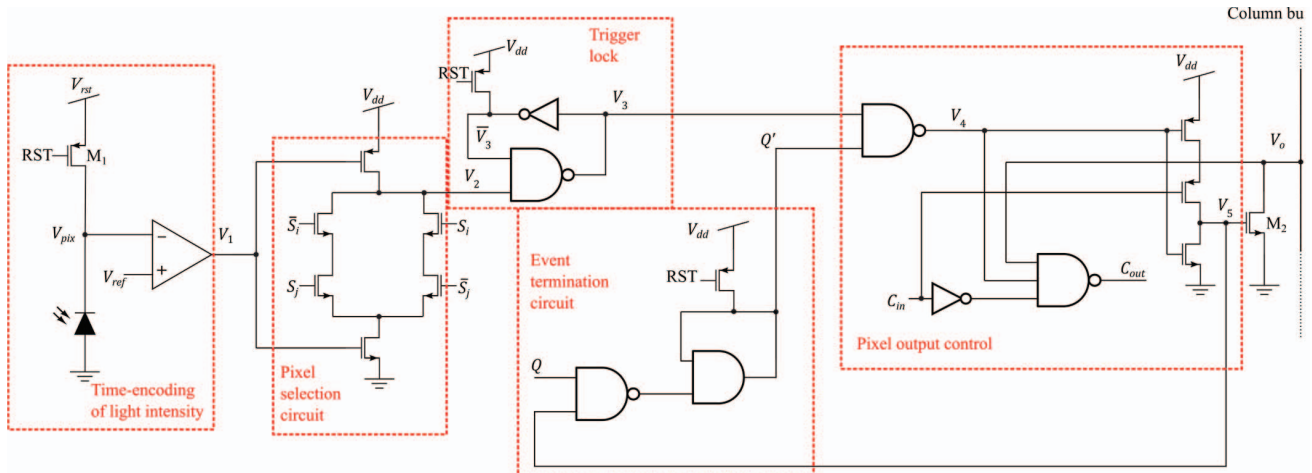 Column bu
V_dd
Trigger
lock
RST
V_3
V̅_3
V_rst
RST
M_1
V_pix
V_ref
V_1
Time-encoding
of light intensity
V_dd
V_2
S̅_i
S_i
S_j
S̅_j
Pixel
selection
circuit
V_dd
RST
Event
termination
circuit
Q
Q′
V_4
V_dd
V_o
V_5
M_2
C_in
C_out
Pixel output control